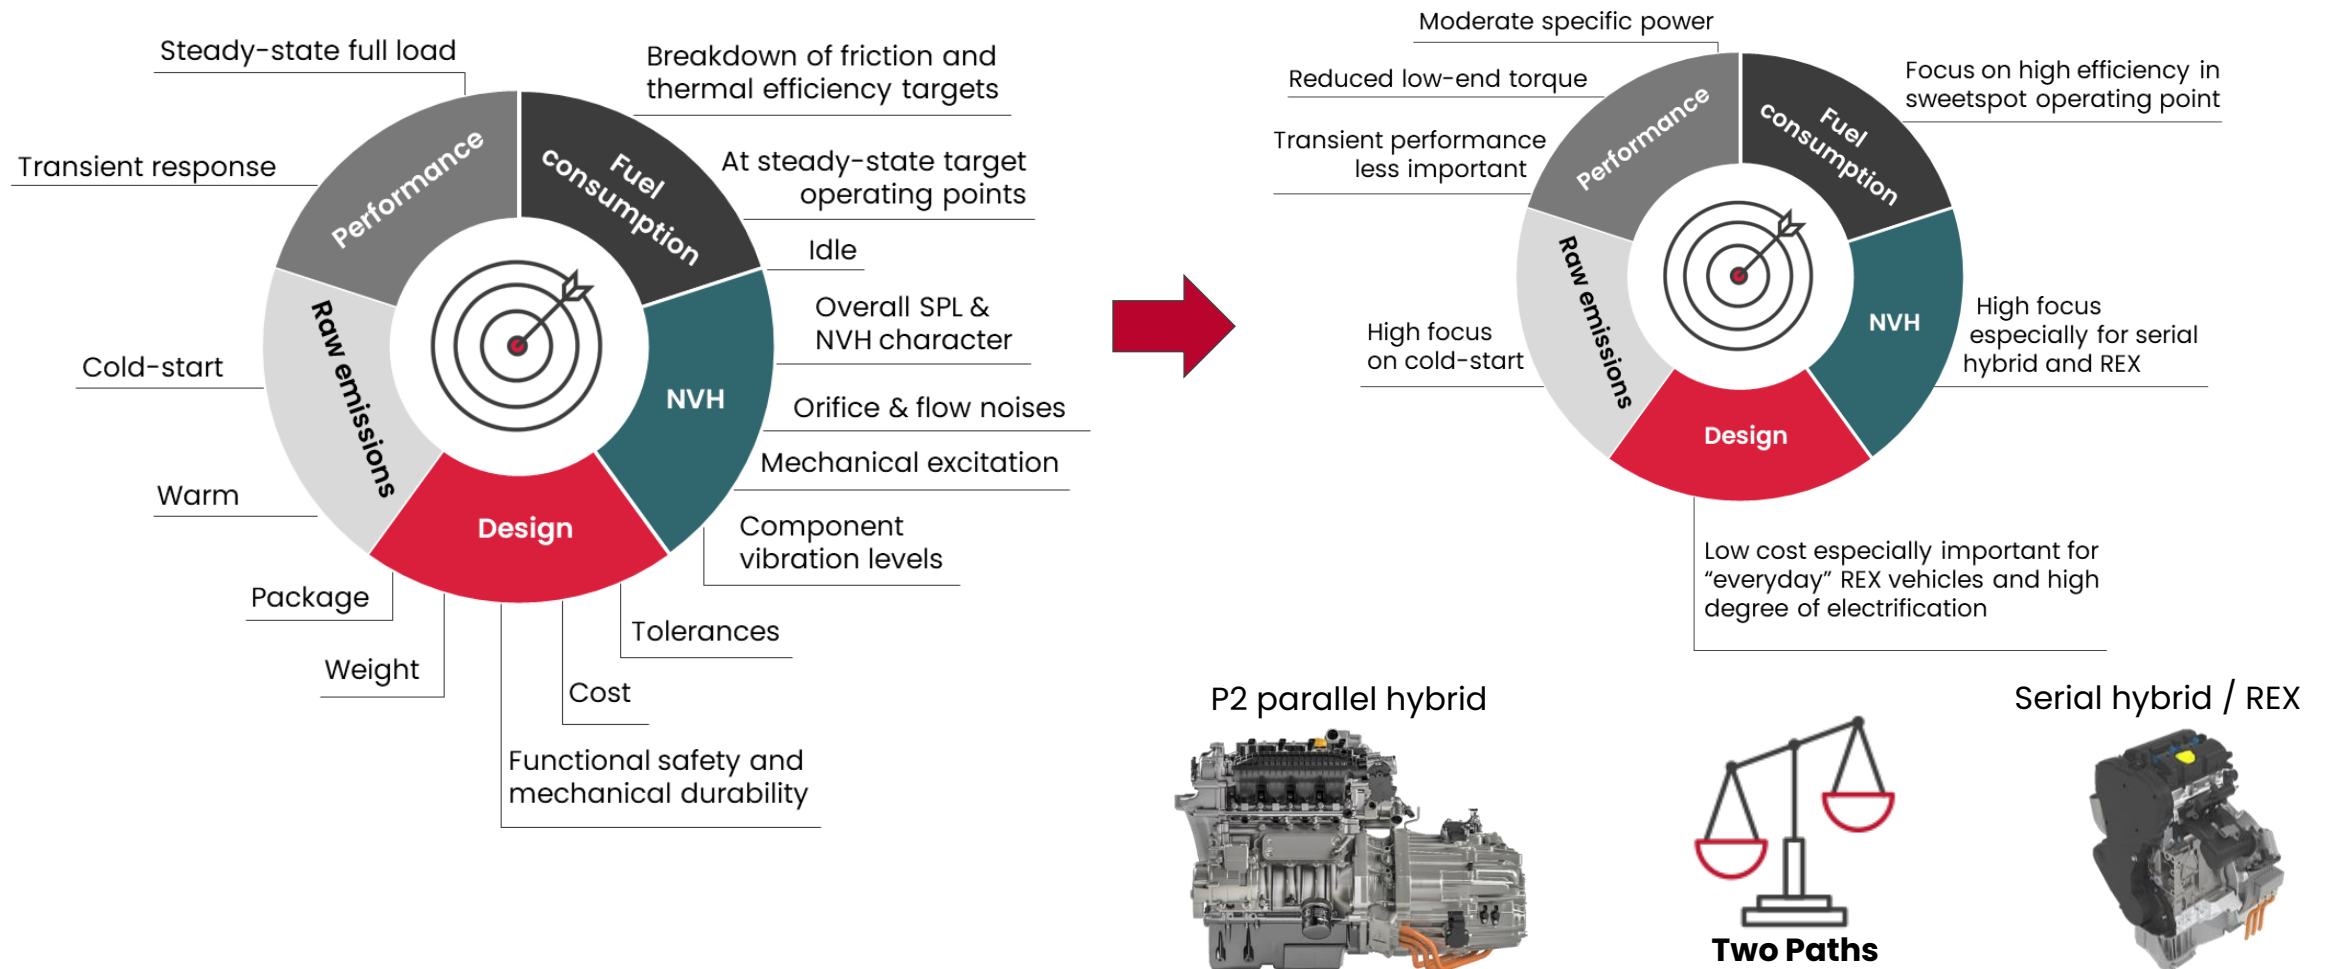 Steady-state full load
Transient response
Breakdown of friction and
thermal efficiency targets
At steady-state target
operating points
Idle
Overall SPL &
NVH character
Orifice & flow noises
Mechanical excitation
Component
vibration levels
Tolerances
Cost
Functional safety and
mechanical durability
Weight
Package
Warm
Cold-start
Performance
Fuel
consumption
NVH
Design
Raw emissions
Moderate specific power
Reduced low-end torque
Transient performance
less important
Focus on high efficiency in
sweetspot operating point
High focus
especially for serial
hybrid and REX
High focus
on cold-start
Low cost especially important for
“everyday” REX vehicles and high
degree of electrification
Performance
Fuel
consumption
NVH
Design
Raw emissions
P2 parallel hybrid
Serial hybrid / REX
Two Paths